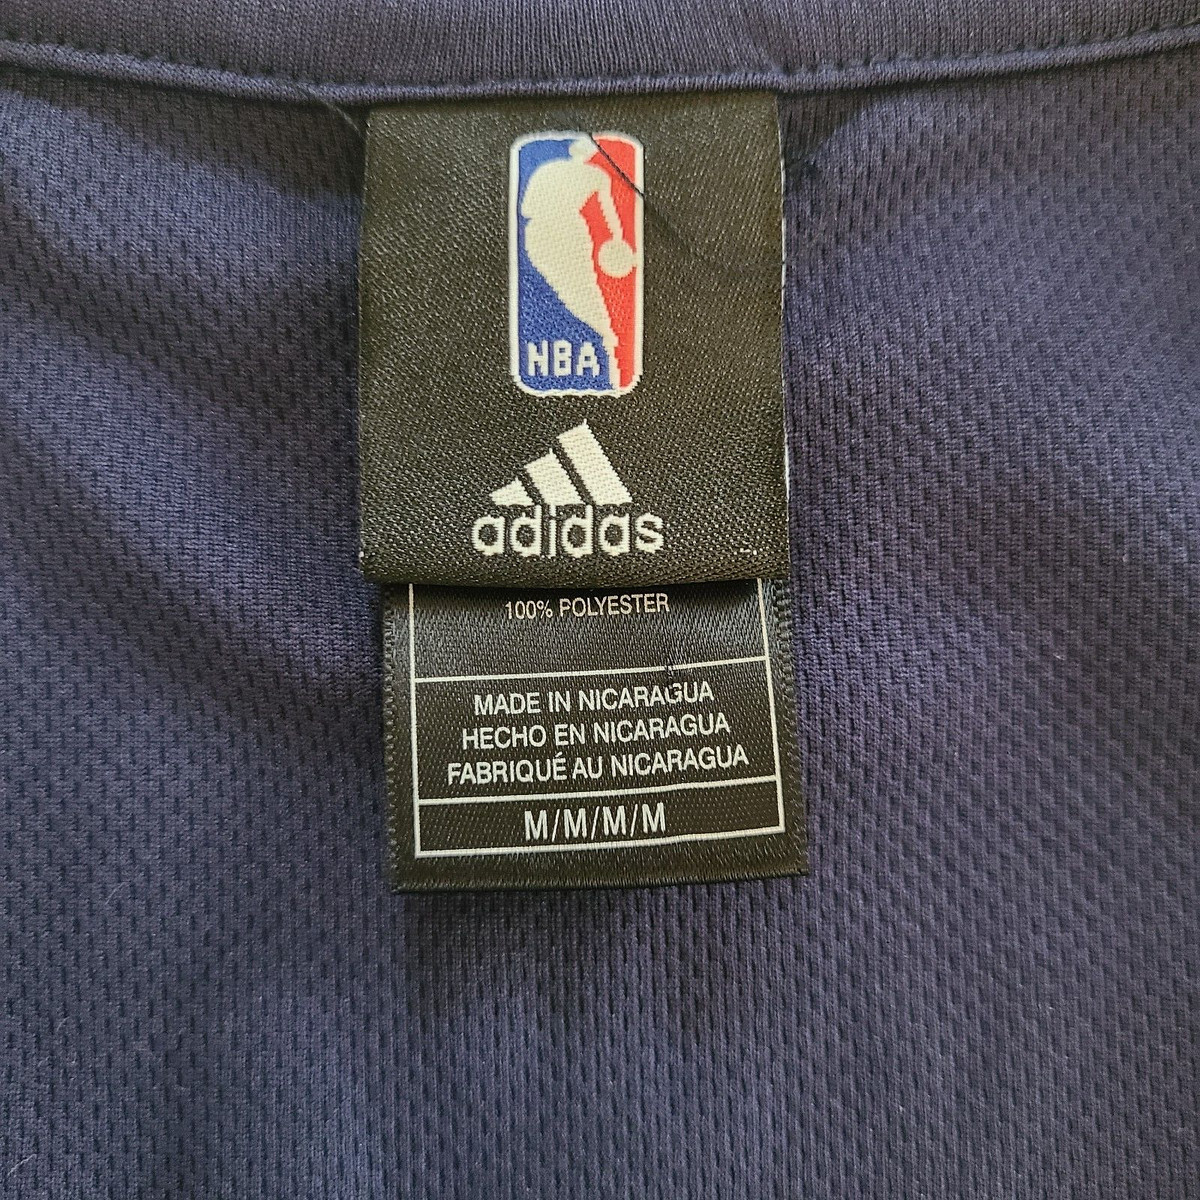 NBA
adidas
100% POLYESTER
MADE IN NICARAGUA
HECHO EN NICARAGUA
FABRIQUÉ AU NICARAGUA
M/M/M/M